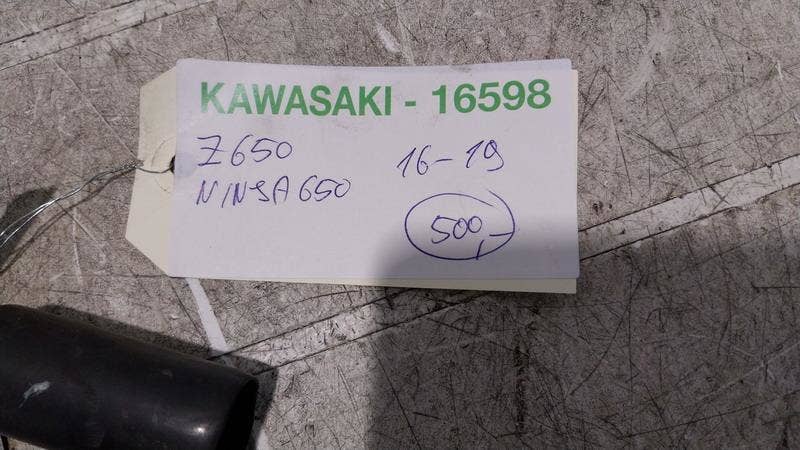 KAWASAKI - 16598
Z650 16-19
NINJA650
500,-